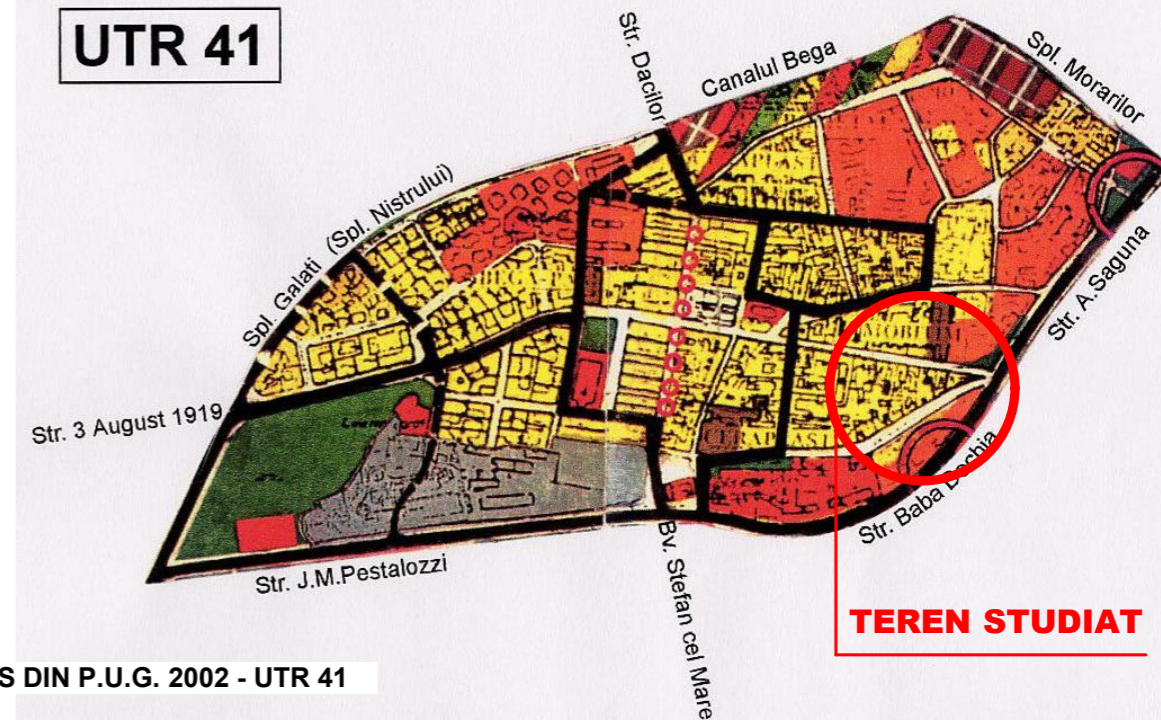 UTR 41
Str. Dacilor
Canalul Bega
Spl. Morarilor
Spl. Galati (Spl. Nistrului)
Str. A.Saguna
MOBILIM
Str. 3 August 1919
Str. Baba Dochia
Str. J.M.Pestalozzi
Bv. Stefan cel Mare
TEREN STUDIAT
S DIN P.U.G. 2002 - UTR 41